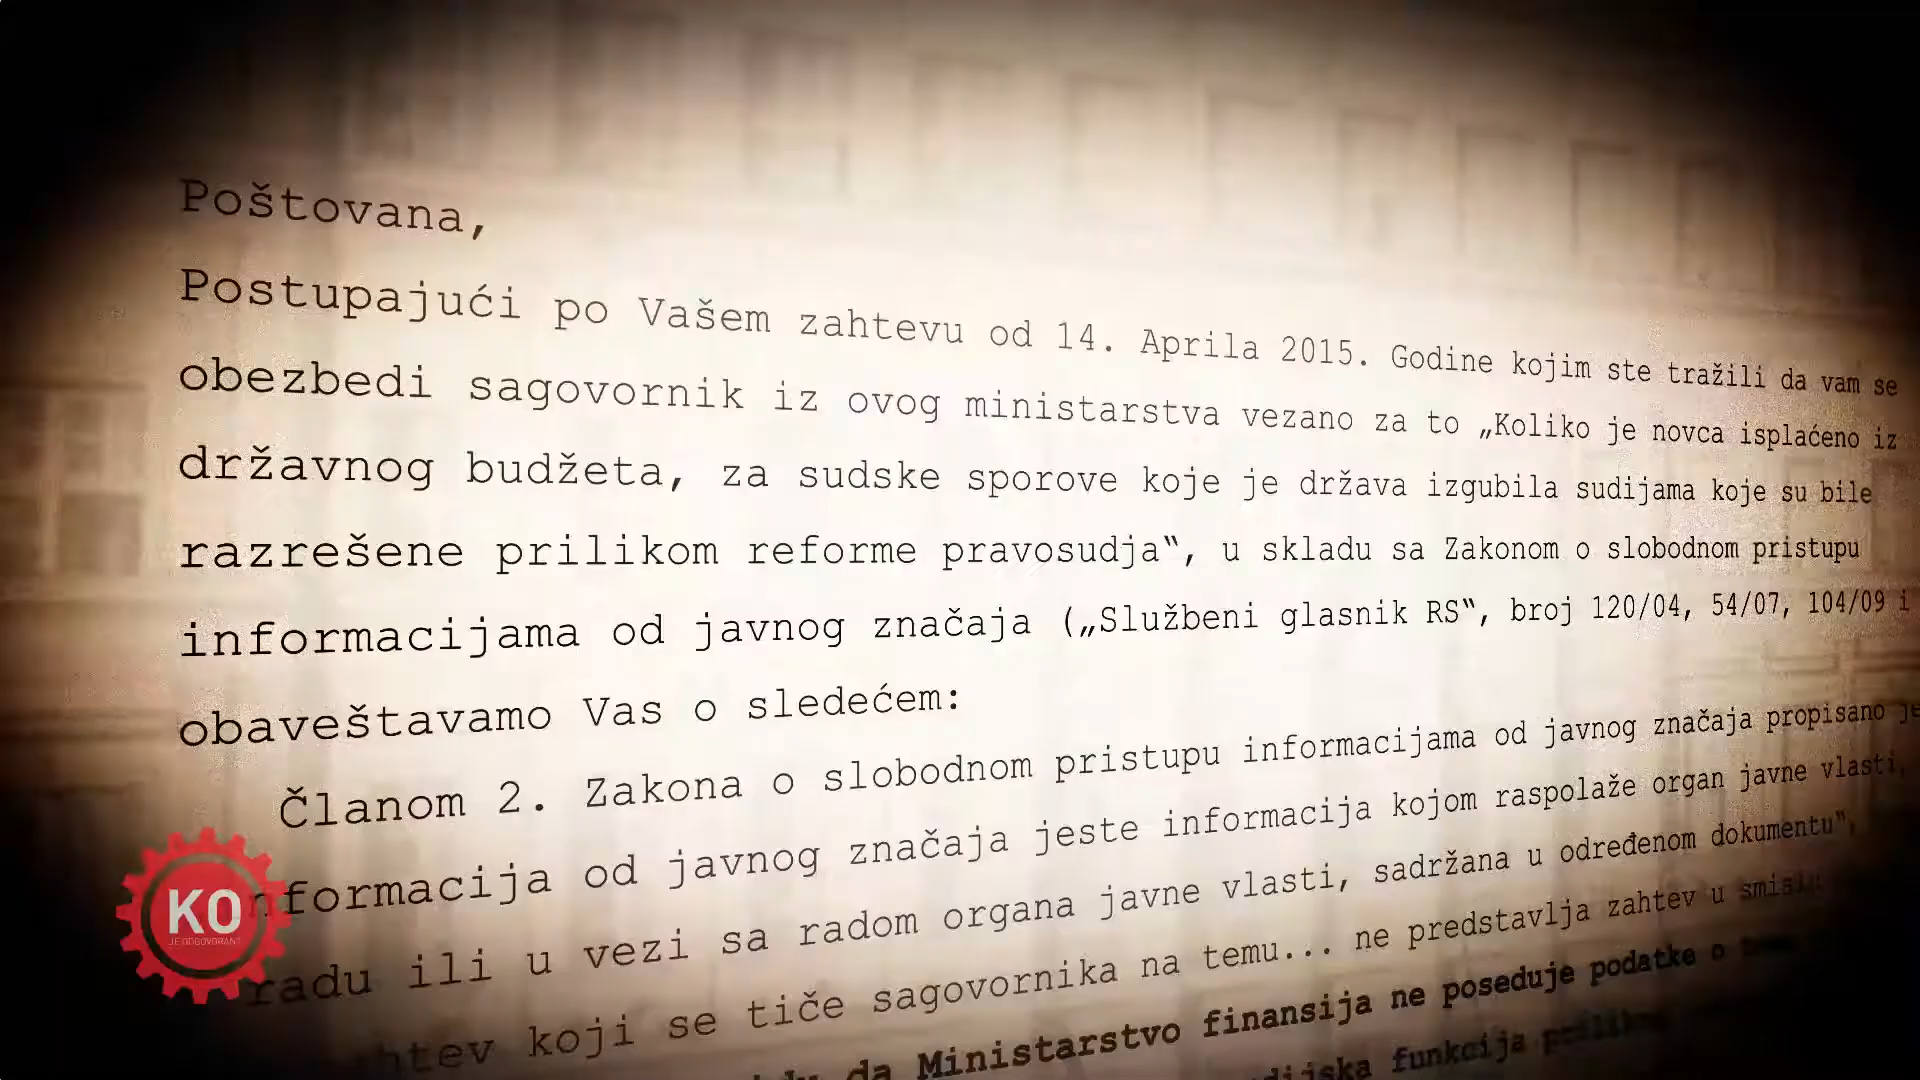 Poštovana,
Postupajući po Vašem zahtevu od 14. Aprila 2015. Godine kojim ste tražili da vam se
obezbedi sagovornik iz ovog ministarstva vezano za to „Koliko je novca isplaćeno iz
državnog budžeta, za sudske sporove koje je država izgubila sudijama koje su bile
razrešene prilikom reforme pravosudja‟, u skladu sa Zakonom o slobodnom pristupu
informacijama od javnog značaja („Službeni glasnik RS‟, broj 120/04, 54/07, 104/09 i
obaveštavamo Vas o sledećem:
Članom 2. Zakona o slobodnom pristupu informacijama od javnog značaja propisano je
nformacija od javnog značaja jeste informacija kojom raspolaže organ javne vlasti,
radu ili u vezi sa radom organa javne vlasti, sadržana u određenom dokumentu‟,
htev koji se tiče sagovornika na temu... ne predstavlja zahtev u smislu
da Ministarstvo finansija ne poseduje podatke o
funkcija
KO
JE ODGOVORAN?